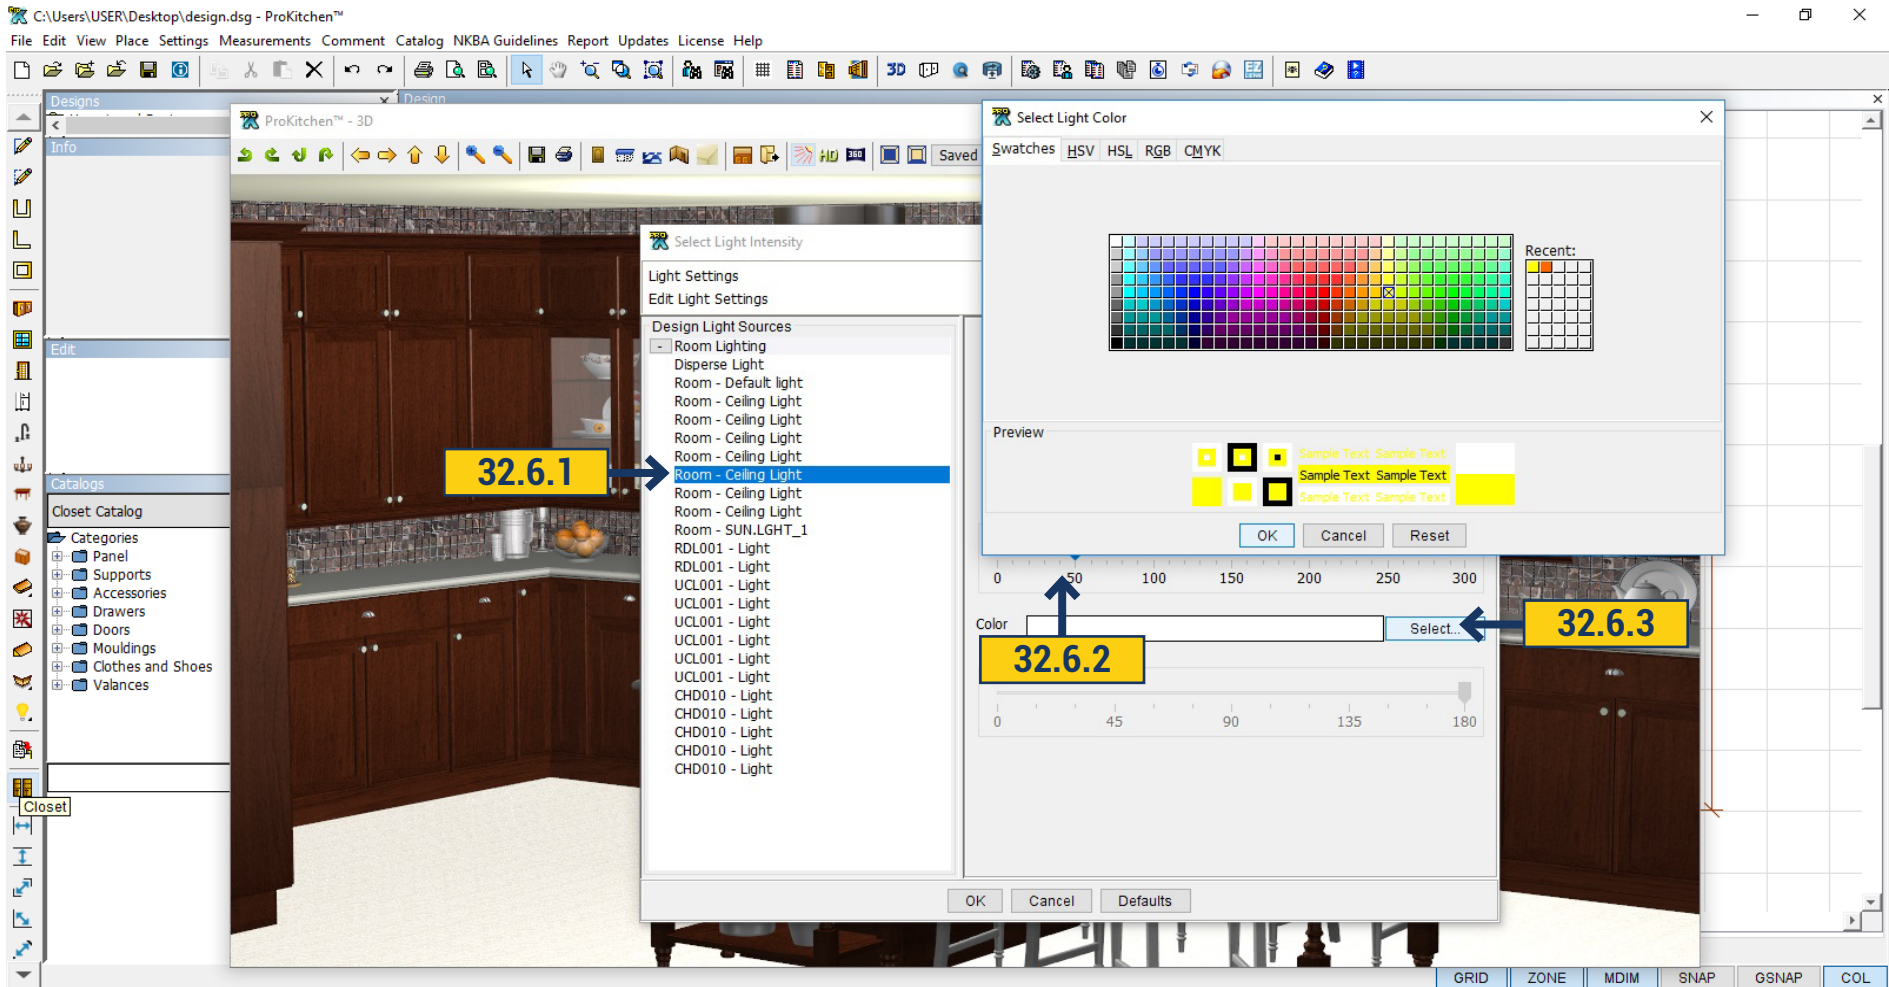 C:\Users\USER\Desktop\design.dsg - ProKitchen™
File Edit View Place Settings Measurements Comment Catalog NKBA Guidelines Report Updates License Help
3D
Designs
Design
Info
Edit
Catalogs
Closet Catalog
Categories
Panel
Supports
Accessories
Drawers
Doors
Mouldings
Clothes and Shoes
Valances
Closet
ProKitchen™ - 3D
HD 360 Saved
Select Light Intensity
Light Settings
Edit Light Settings
Design Light Sources
- Room Lighting
Disperse Light
Room - Default light
Room - Ceiling Light
Room - Ceiling Light
Room - Ceiling Light
Room - Ceiling Light
32.6.1
Room - Ceiling Light
Room - Ceiling Light
Room - Ceiling Light
Room - SUN.LGHT_1
RDL001 - Light
RDL001 - Light
UCL001 - Light
UCL001 - Light
UCL001 - Light
UCL001 - Light
UCL001 - Light
UCL001 - Light
CHD010 - Light
CHD010 - Light
CHD010 - Light
CHD010 - Light
CHD010 - Light
Select Light Color
Swatches HSV HSL RGB CMYK
Recent:
Preview
Sample Text Sample Text
Sample Text Sample Text
Sample Text Sample Text
OK Cancel Reset
0 50 100 150 200 250 300
Color Select...
32.6.3
32.6.2
0 45 90 135 180
OK Cancel Defaults
GRID ZONE MDIM SNAP GSNAP COL